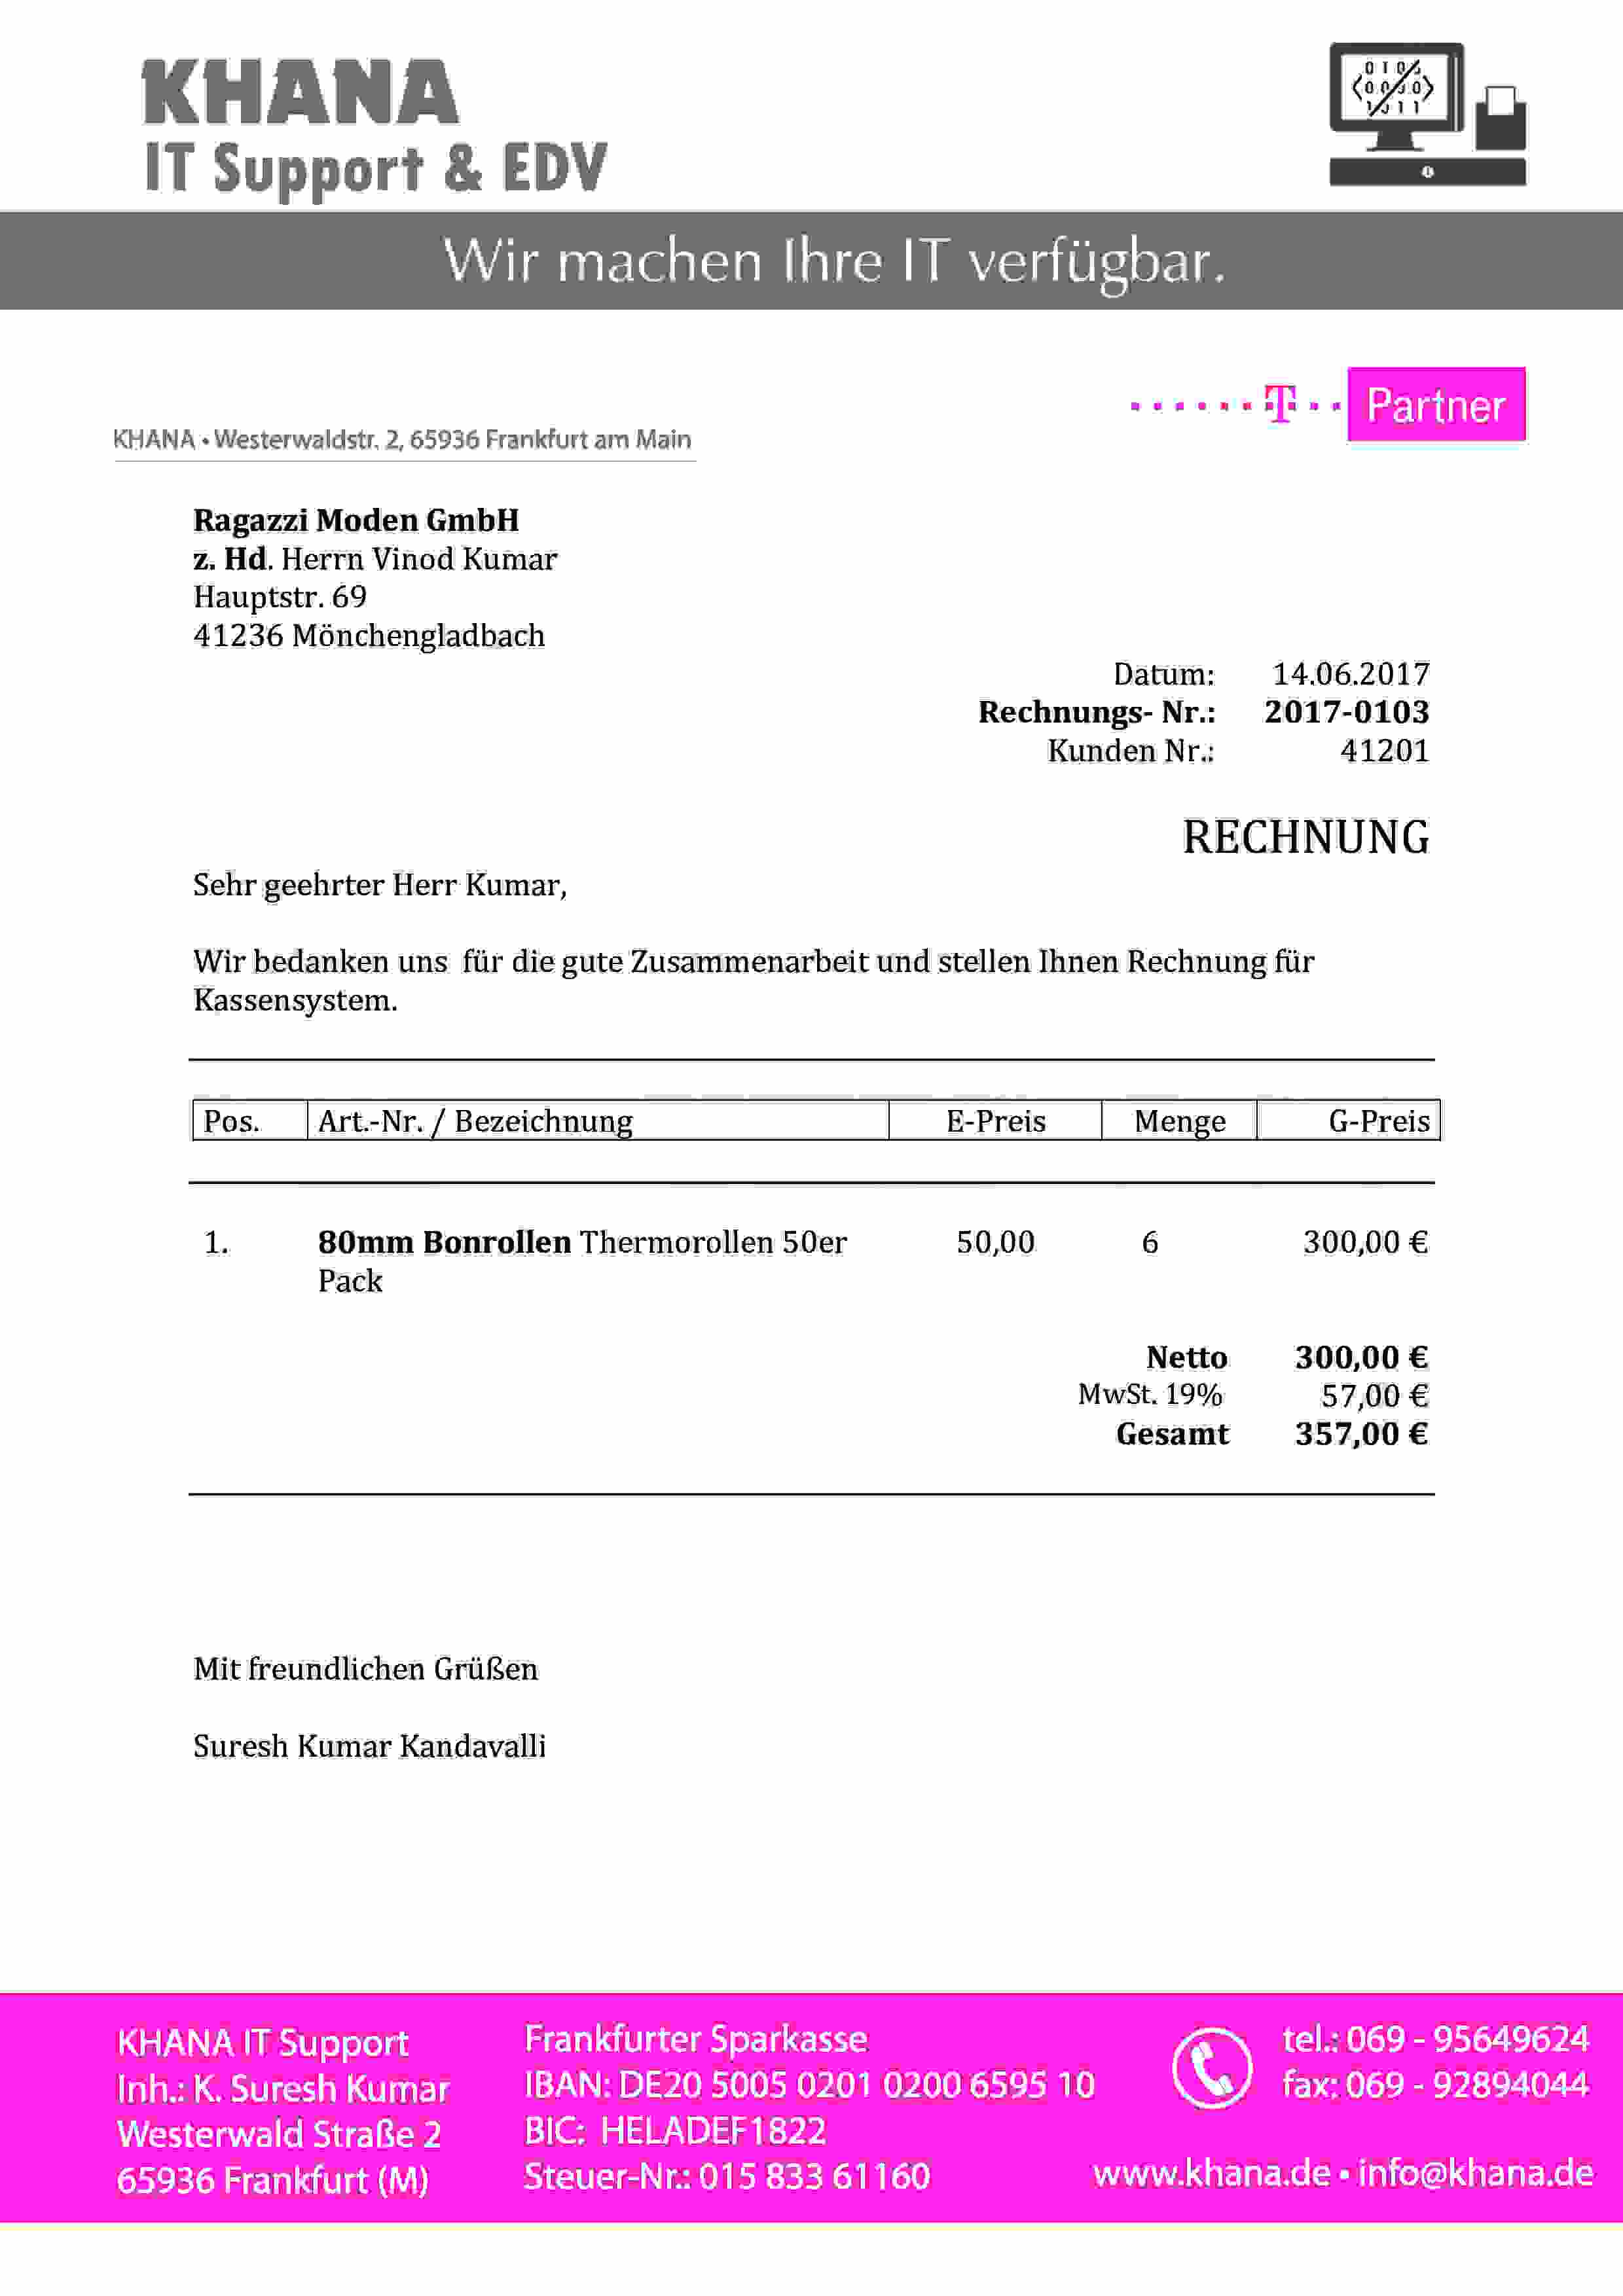 KHANA
IT Support & EDV
Wir machen Ihre IT verfügbar.
T Partner
KHANA • Westerwaldstr. 2, 65936 Frankfurt am Main
Ragazzi Moden GmbH
z. Hd. Herrn Vinod Kumar
Hauptstr. 69
41236 Mönchengladbach
Datum: 14.06.2017
Rechnungs- Nr.: 2017-0103
Kunden Nr.: 41201
RECHNUNG
Sehr geehrter Herr Kumar,
Wir bedanken uns für die gute Zusammenarbeit und stellen Ihnen Rechnung für
Kassensystem.
Pos. Art.-Nr. / Bezeichnung E-Preis Menge G-Preis
1. 80mm Bonrollen Thermorollen 50er 50,00 6 300,00 €
Pack
Netto 300,00 €
MwSt. 19% 57,00 €
Gesamt 357,00 €
Mit freundlichen Grüßen
Suresh Kumar Kandavalli
KHANA IT Support
Inh.: K. Suresh Kumar
Westerwald Straße 2
65936 Frankfurt (M)
Frankfurter Sparkasse
IBAN: DE20 5005 0201 0200 6595 10
BIC: HELADEF1822
Steuer-Nr.: 015 833 61160
tel.: 069 - 95649624
fax: 069 - 92894044
www.khana.de • info@khana.de